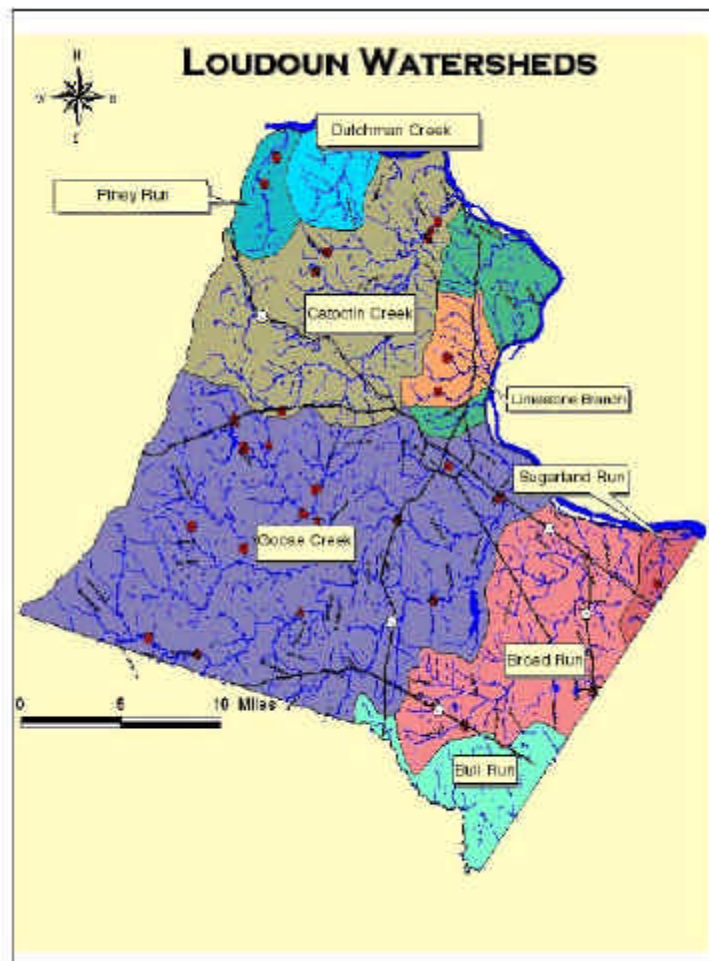 LOUDOUN WATERSHEDS
N
W
Dutchman Creek
Piney Run
Catoctin Creek
Limestone Branch
Sugarland Run
Goose Creek
Broad Run
0 5 10 Miles
Bull Run